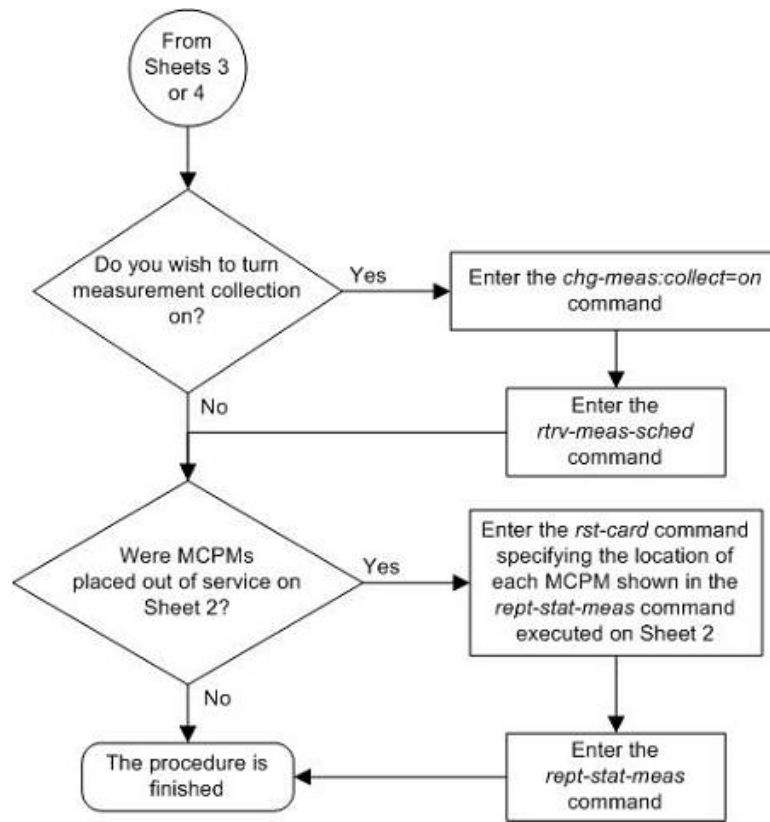 From
Sheets 3
or 4
Do you wish to turn
measurement collection
on?
Yes
Enter the chg-meas:collect=on
command
No
Enter the
rtrv-meas-sched
command
Were MCPMs
placed out of service on
Sheet 2?
Yes
Enter the rst-card command
specifying the location of
each MCPM shown in the
rept-stat-meas command
executed on Sheet 2
No
The procedure is
finished
Enter the
rept-stat-meas
command